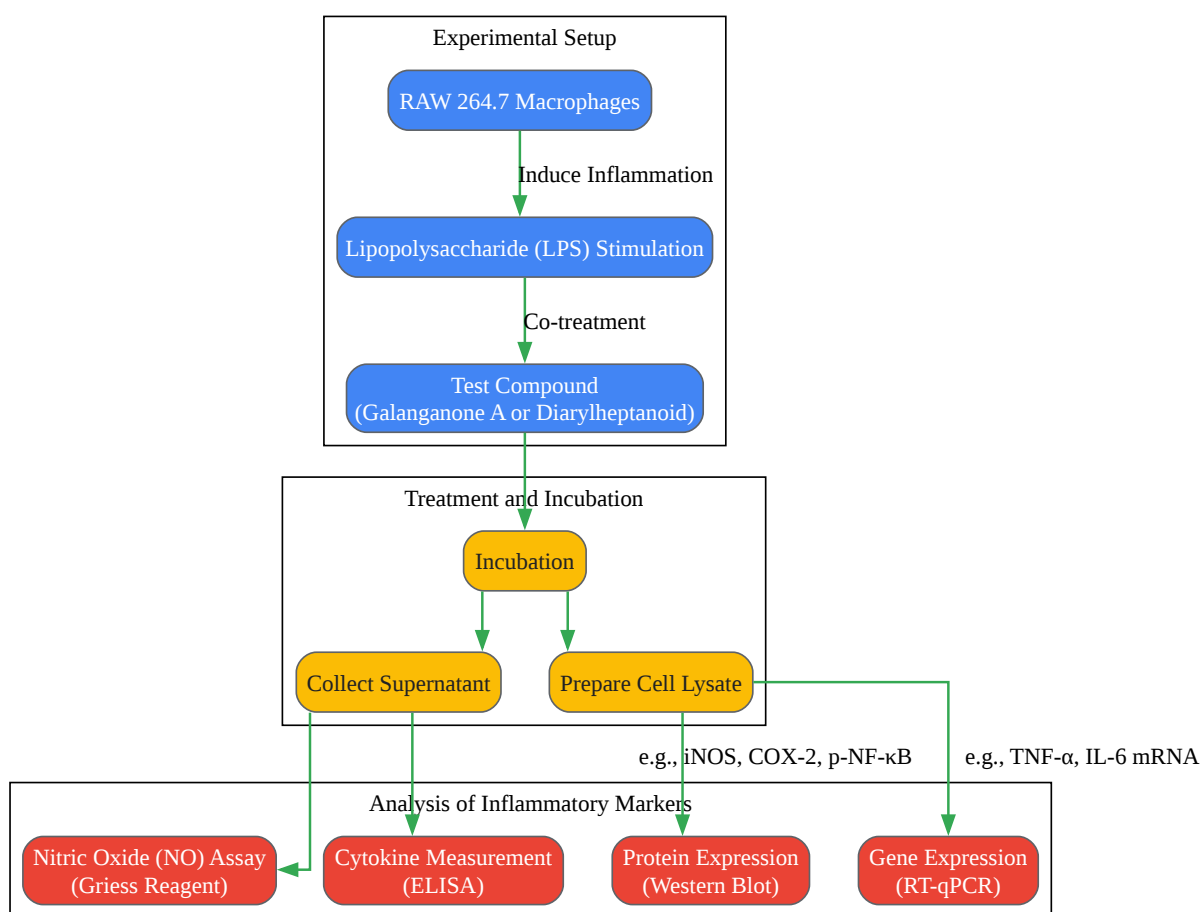 Experimental Setup
RAW 264.7 Macrophages
Induce Inflammation
Lipopolysaccharide (LPS) Stimulation
Co-treatment
Test Compound
(Galanganone A or Diarylheptanoid)
Treatment and Incubation
Incubation
Collect Supernatant
Prepare Cell Lysate
e.g., iNOS, COX-2, p-NF-κB
e.g., TNF-α, IL-6 mRNA
Analysis of Inflammatory Markers
Nitric Oxide (NO) Assay
(Griess Reagent)
Cytokine Measurement
(ELISA)
Protein Expression
(Western Blot)
Gene Expression
(RT-qPCR)